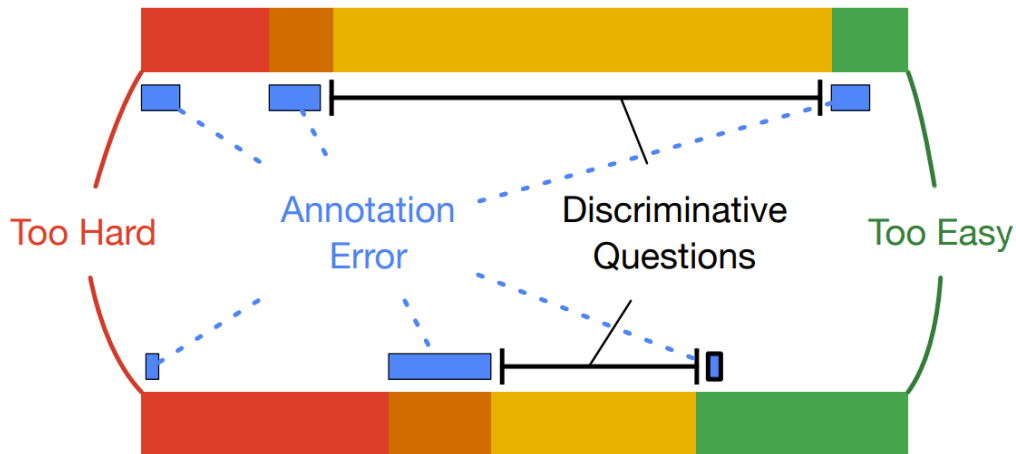 Too Hard
Annotation
Error
Discriminative
Questions
Too Easy